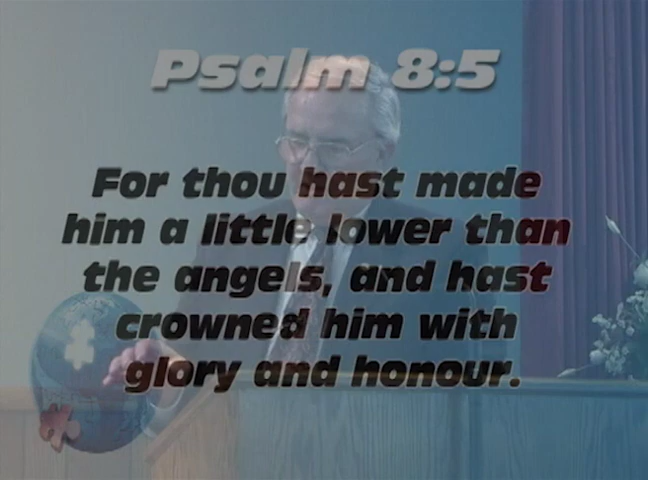 Psalm 8:5
For thou hast made
him a little lower than
the angels, and hast
crowned him with
glory and honour.